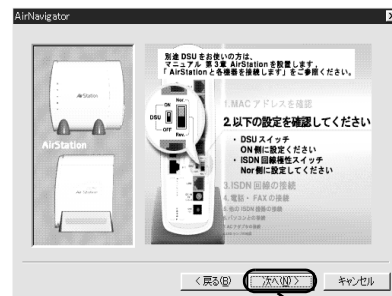 AirNavigator
別途 DSU をお使いの方は、
マニュアル 第3章 AirStation を設置します 、
「 AirStation と各機器を接続します」をご参照ください。
AirStation
ON
DSU
OFF
Nor.
Rev.
1.MAC アドレスを確認
2.以下の設定を確認してください
・ DSU スイッチ
ON 側に設定ください
・ ISDN 回線極性スイッチ
Nor側に設定してください
3.ISDN 回線の接続
4. 電話・ FAX の接続
AirStation
< 戻る(B)
次へ(N) >
キャンセル